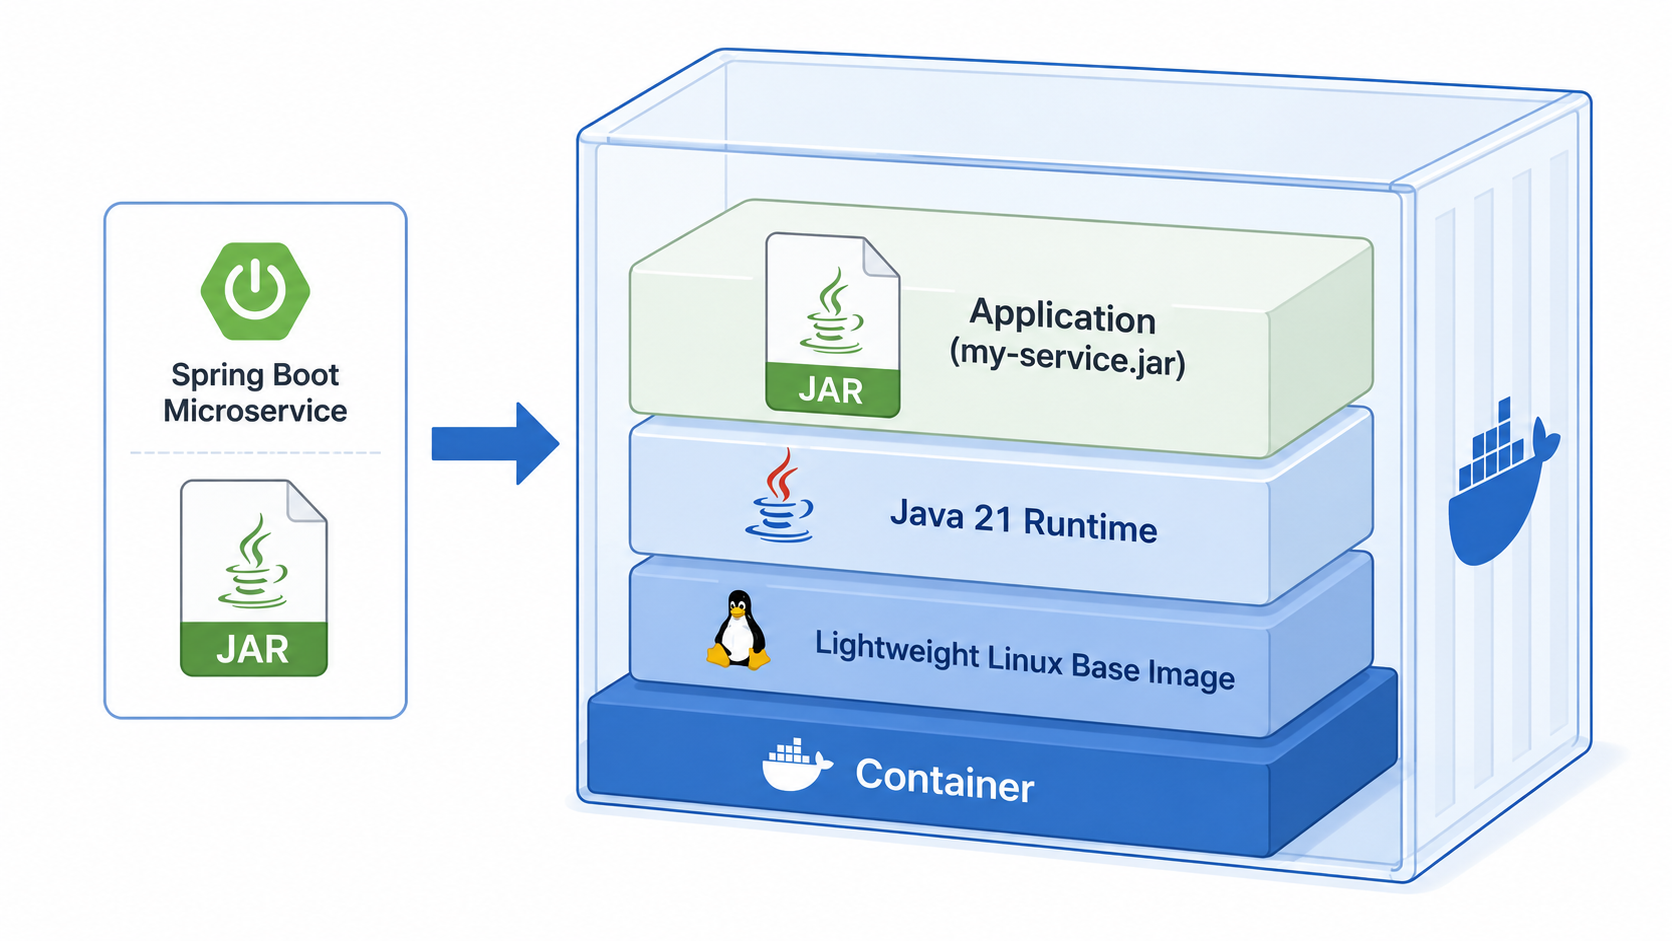 Spring Boot
Microservice
JAR
JAR
Application
(my-service.jar)
Java 21 Runtime
Lightweight Linux Base Image
Container